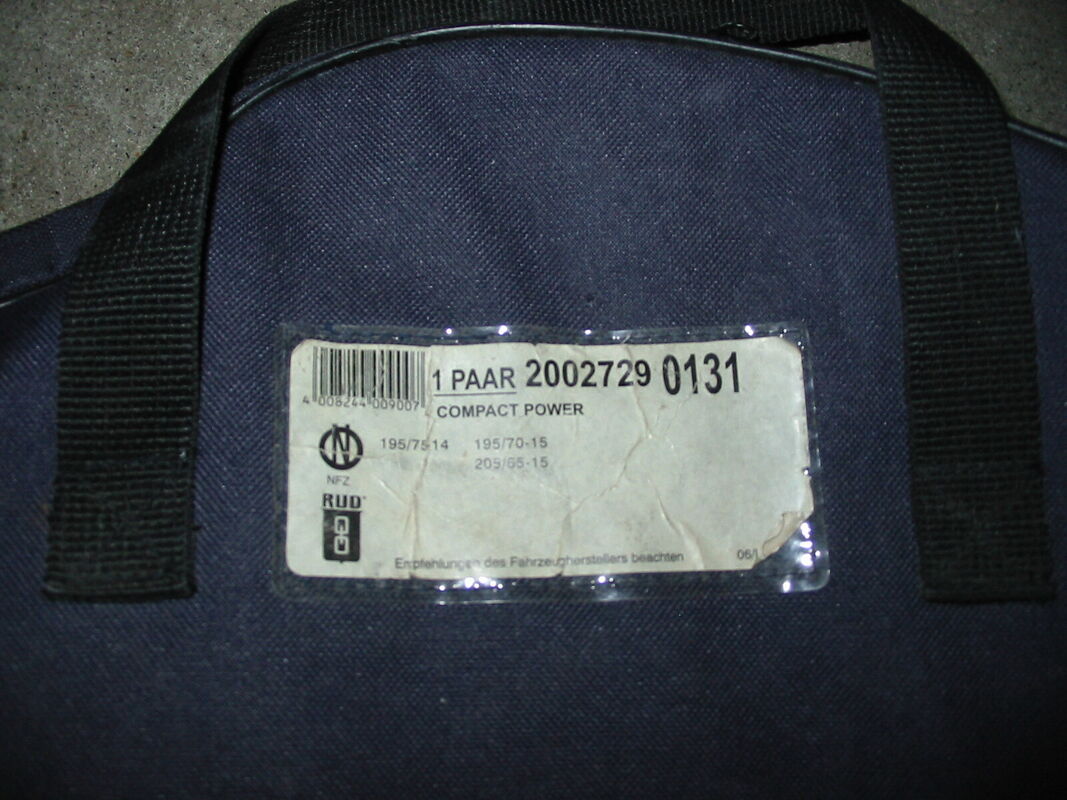 1 PAAR 2002729 0131
4 008244 009007
COMPACT POWER
N
195/75-14 195/70-15
205/65-15
NFZ
RUD
Empfehlungen des Fahrzeugherstellers beachten